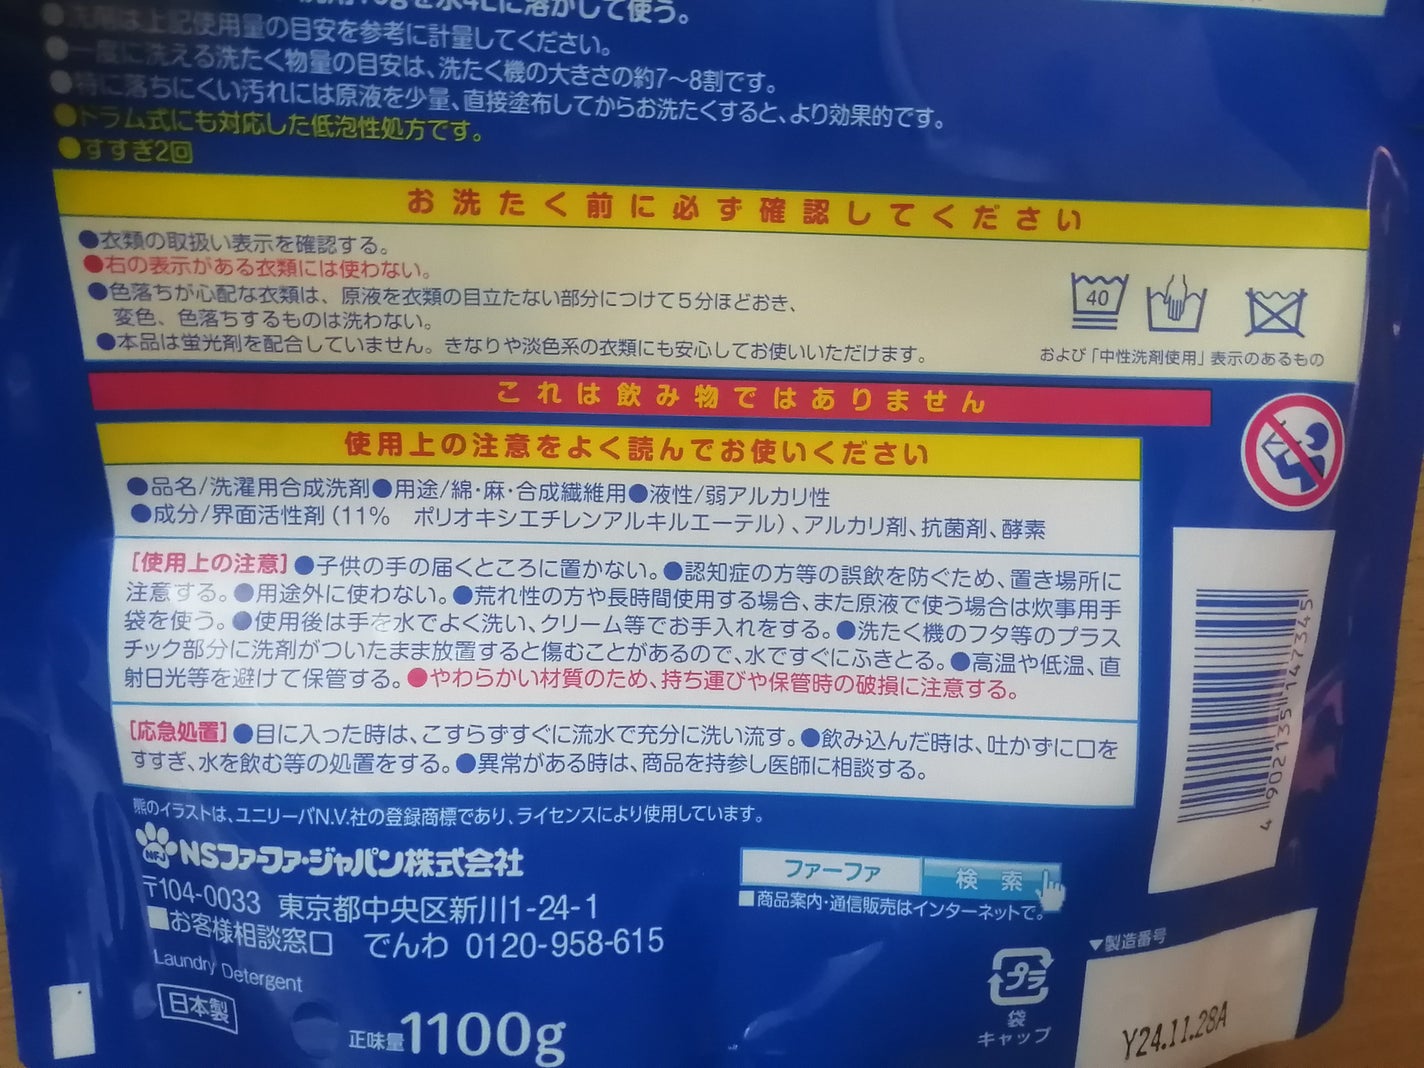 を水4Lに溶かして使う。
は上記使用量の目安を参考に計量してください。
●一度に洗える洗たく物量の目安は、洗たく機の大きさの約7～8割です。
●特に落ちにくい汚れには原液を少量、直接塗布してからお洗たくすると、より効果的です。
●ドラム式にも対応した低泡性処方です。
●すすぎ2回
お洗たく前に必ず確認してください
●衣類の取扱い表示を確認する。
●右の表示がある衣類には使わない。
●色落ちが心配な衣類は、原液を衣類の目立たない部分につけて5分ほどおき、
変色、色落ちするものは洗わない。
●本品は蛍光剤を配合していません。きなりや淡色系の衣類にも安心してお使いいただけます。
40
および「中性洗剤使用」表示のあるもの
これは飲み物ではありません
使用上の注意をよく読んでお使いください
●品名/洗濯用合成洗剤●用途/綿・麻・合成繊維用●液性/弱アルカリ性
●成分/界面活性剤（11%　ポリオキシエチレンアルキルエーテル）、アルカリ剤、抗菌剤、酵素
［使用上の注意］●子供の手の届くところに置かない。●認知症の方等の誤飲を防ぐため、置き場所に
注意する。●用途外に使わない。●荒れ性の方や長時間使用する場合、また原液で使う場合は炊事用手
袋を使う。●使用後は手を水でよく洗い、クリーム等でお手入れをする。●洗たく機のフタ等のプラス
チック部分に洗剤がついたまま放置すると傷むことがあるので、水ですぐにふきとる。●高温や低温、直
射日光等を避けて保管する。●やわらかい材質のため、持ち運びや保管時の破損に注意する。
［応急処置］●目に入った時は、こすらずすぐに流水で充分に洗い流す。●飲み込んだ時は、吐かずに口を
すすぎ、水を飲む等の処置をする。●異常がある時は、商品を持参し医師に相談する。
熊のイラストは、ユニリーバN.V.社の登録商標であり、ライセンスにより使用しています。
NFJ NSファーファ・ジャパン株式会社
〒104-0033 東京都中央区新川1-24-1
■お客様相談窓口 でんわ 0120-958-615
Laundry Detergent
日本製
正味量1100g
ファーファ 検索
■商品案内・通信販売はインターネットで。
プラ
袋
キャップ
4 902135 147345
▼製造番号
Y24.11.28A